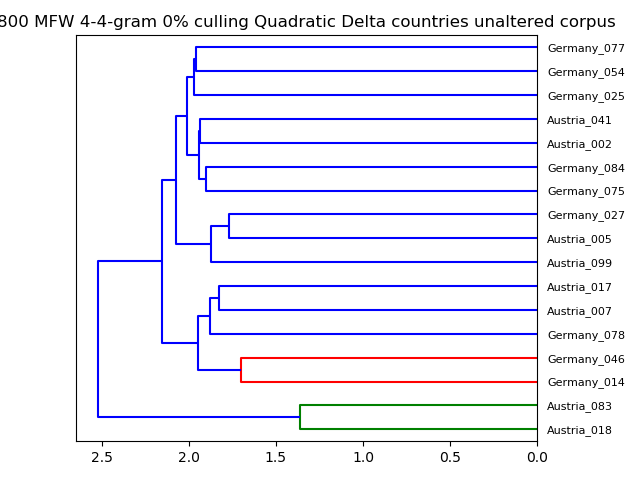 800 MFW 4-4-gram 0% culling Quadratic Delta countries unaltered corpus
Germany_077
Germany_054
Germany_025
Austria_041
Austria_002
Germany_084
Germany_075
Germany_027
Austria_005
Austria_099
Austria_017
Austria_007
Germany_078
Germany_046
Germany_014
Austria_083
Austria_018
2.5 2.0 1.5 1.0 0.5 0.0